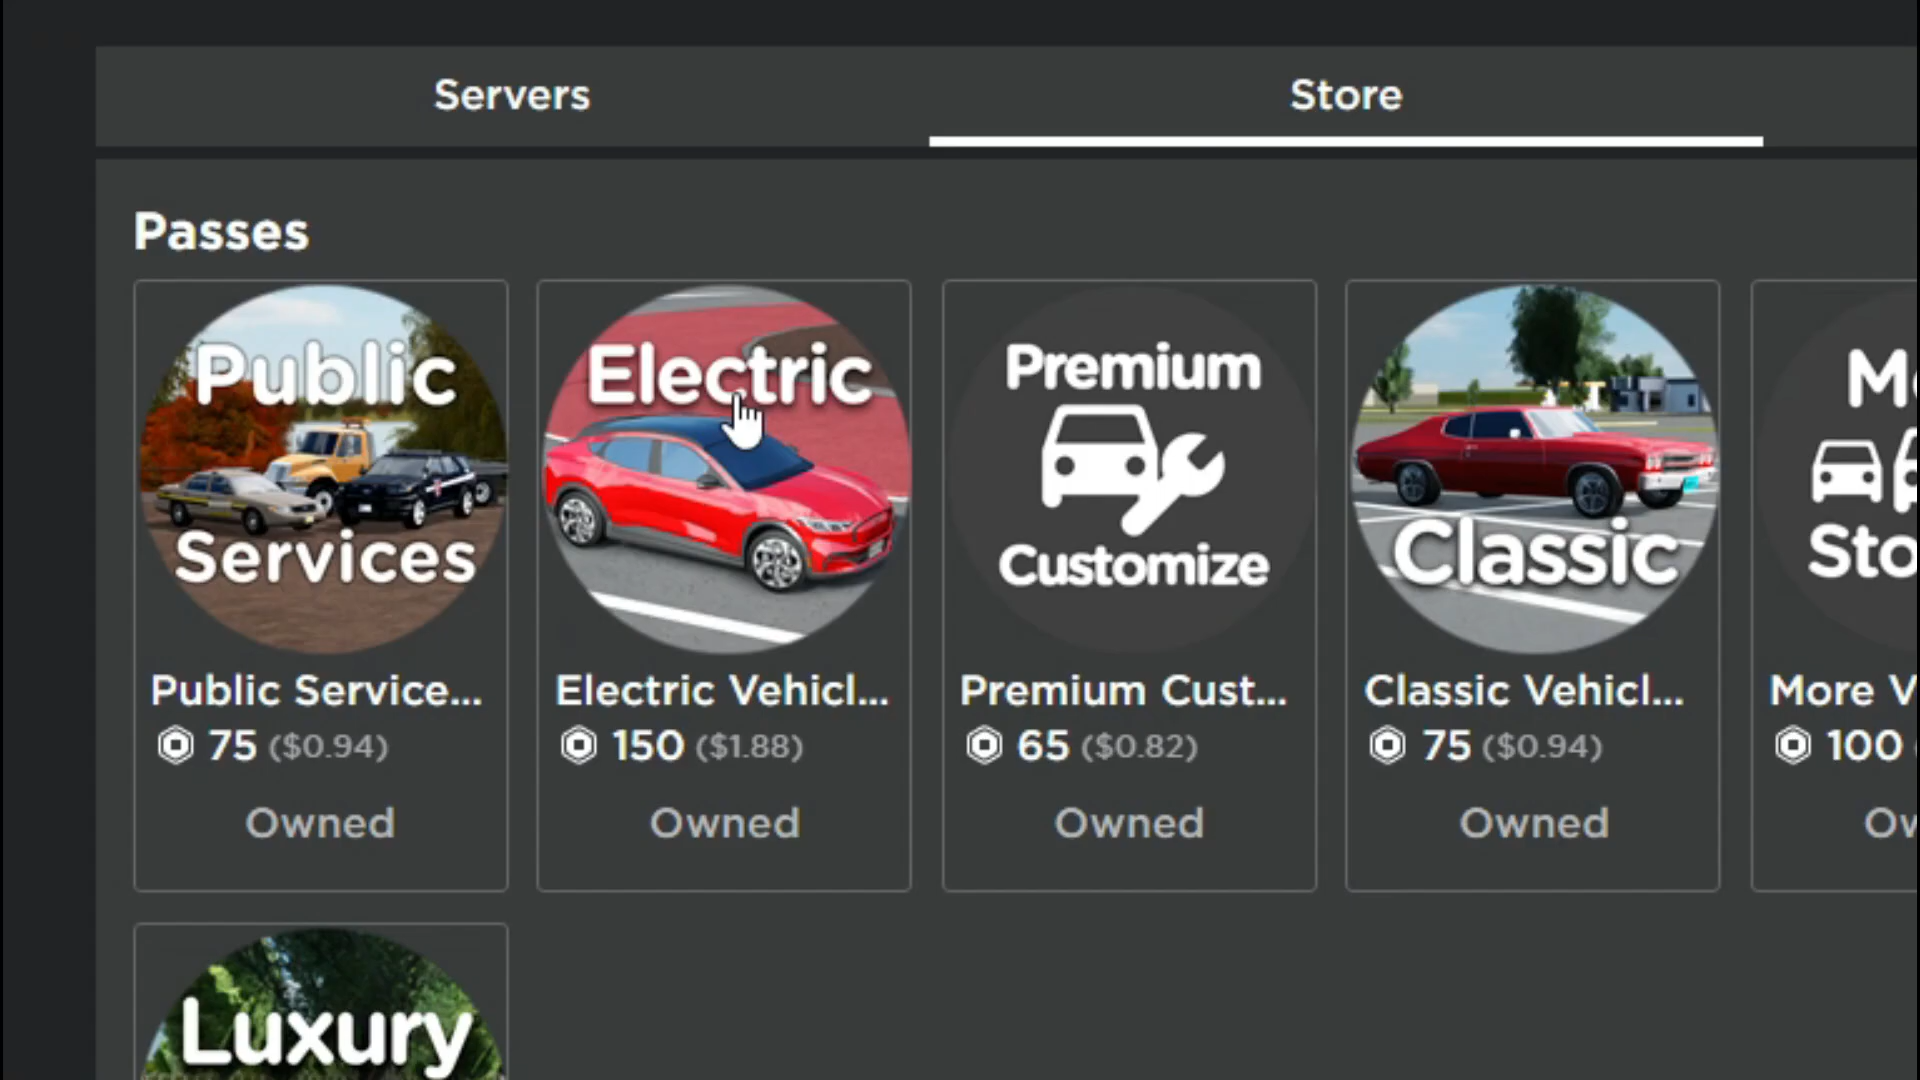 Servers
Store
Passes
Public
Services
Public Service...
75 ($0.94)
Owned
Electric
Electric Vehicl...
150 ($1.88)
Owned
Premium
Customize
Premium Cust...
65 ($0.82)
Owned
Classic
Classic Vehicl...
75 ($0.94)
Owned
More V
100
Luxury